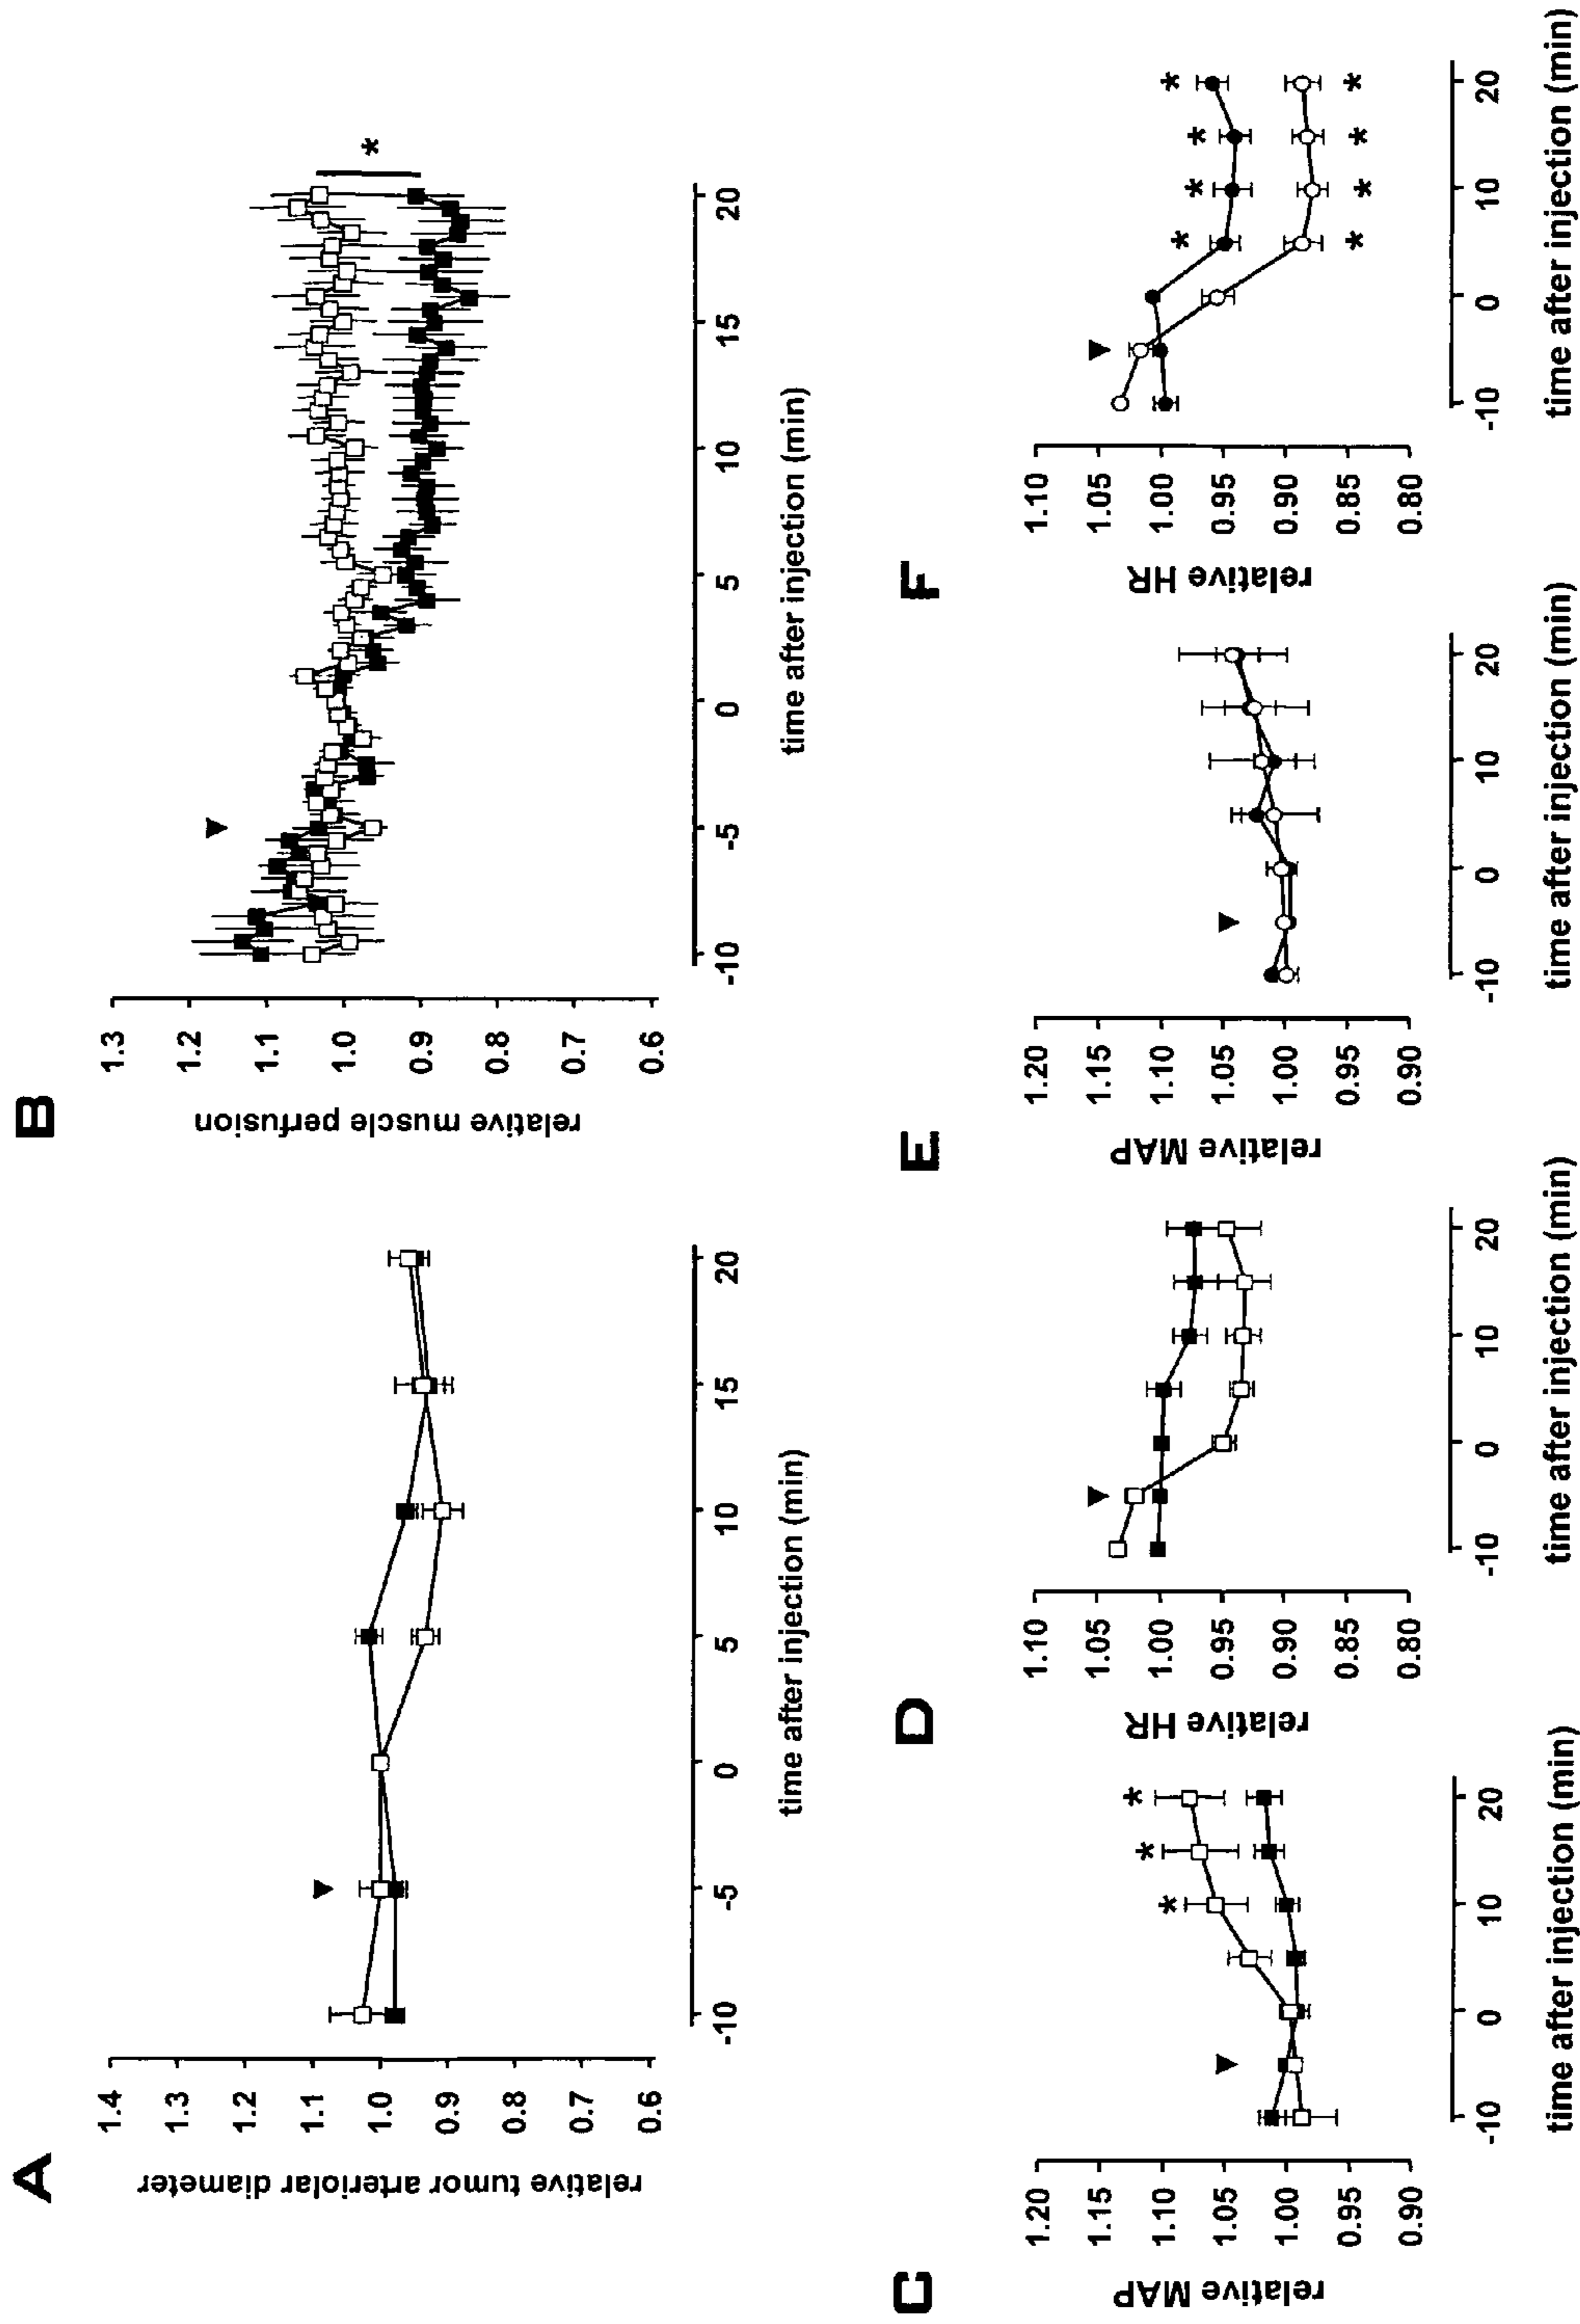 A
relative tumor arteriolar diameter
1.4
1.3
1.2
1.1
1.0
0.9
0.8
0.7
0.6
-10 -5 0 5 10 15 20
time after injection (min)
B
relative muscle perfusion
1.3
1.2
1.1
1.0
0.9
0.8
0.7
0.6
*
-10 -5 0 5 10 15 20
time after injection (min)
C
relative MAP
1.20
1.15
1.10
1.05
1.00
0.95
0.90
* * *
-10 0 10 20
time after injection (min)
D
relative HR
1.10
1.05
1.00
0.95
0.90
0.85
0.80
-10 0 10 20
time after injection (min)
E
relative MAP
1.20
1.15
1.10
1.05
1.00
0.95
0.90
-10 0 10 20
time after injection (min)
F
relative HR
1.10
1.05
1.00
0.95
0.90
0.85
0.80
* * * *
* * * *
-10 0 10 20
time after injection (min)